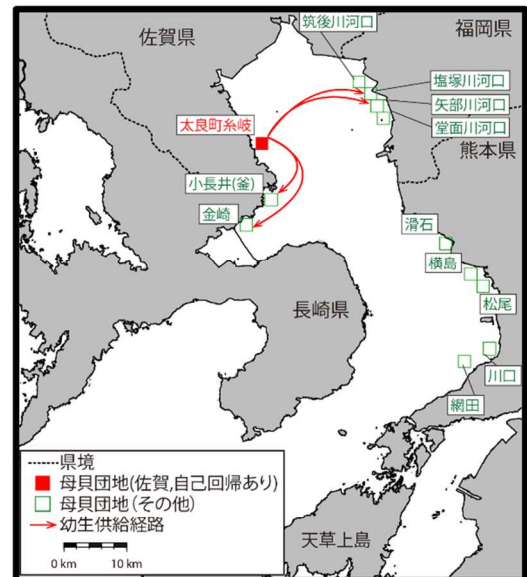 筑後川河口
福岡県
佐賀県
塩塚川河口
矢部川河口
太良町糸岐
堂面川河口
熊本県
小長井(釜)
金崎
滑石
横島
松尾
長崎県
川口
網田
県境
母貝団地(佐賀,自己回帰あり)
母貝団地(その他)
幼生供給経路
0 km 10 km
天草上島